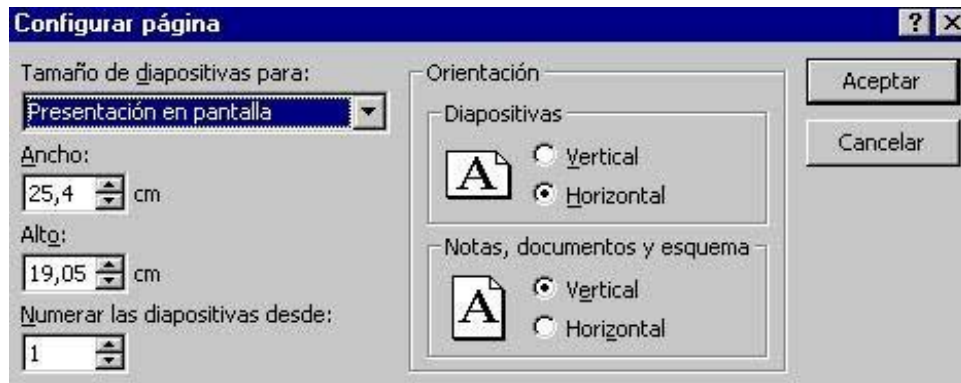 Configurar página
Tamaño de diapositivas para:
Presentación en pantalla
Ancho:
25,4 cm
Alto:
19,05 cm
Numerar las diapositivas desde:
1
Orientación
Diapositivas
A
Vertical
Horizontal
Notas, documentos y esquema
A
Vertical
Horizontal
Aceptar
Cancelar